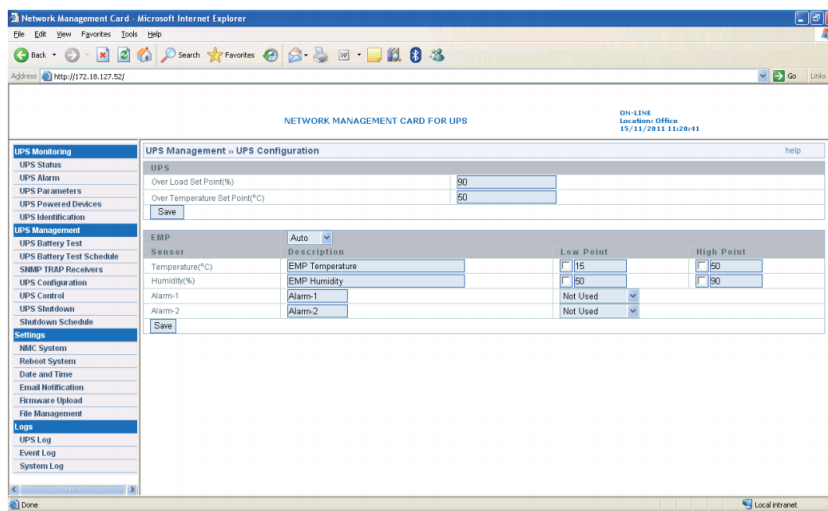 Network Management Card - Microsoft Internet Explorer
File Edit View Favorites Tools Help
Back Search Favorites
Address http://172.18.127.52/ Go Links
NETWORK MANAGEMENT CARD FOR UPS
ON-LINE
Location: Office
15/11/2011 11:20:41
UPS Monitoring
UPS Status
UPS Alarm
UPS Parameters
UPS Powered Devices
UPS Identification
UPS Management
UPS Battery Test
UPS Battery Test Schedule
SNMP TRAP Receivers
UPS Configuration
UPS Control
UPS Shutdown
Shutdown Schedule
Settings
NMC System
Reboot System
Date and Time
Email Notification
Firmware Upload
File Management
Logs
UPS Log
Event Log
System Log
UPS Management » UPS Configuration help
UPS
Over Load Set Point(%) 90
Over Temperature Set Point(°C) 50
Save
EMP Auto
Sensor Description Low Point High Point
Temperature(°C) EMP Temperature 15 50
Humidity(%) EMP Humidity 50 90
Alarm-1 Alarm-1 Not Used
Alarm-2 Alarm-2 Not Used
Save
Done Local intranet